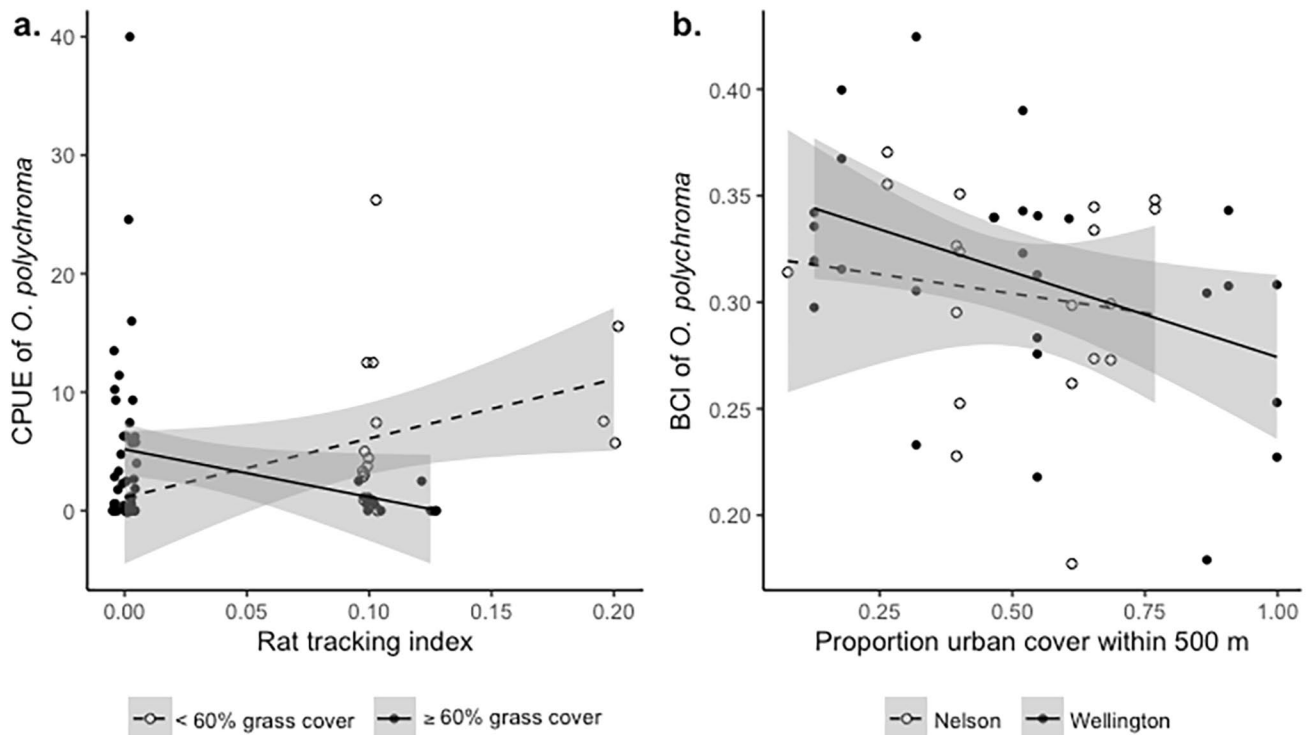 a.
CPUE of O. polychroma
40
30
20
10
0
0.00 0.05 0.10 0.15 0.20
Rat tracking index
< 60% grass cover ≥ 60% grass cover
b.
BCI of O. polychroma
0.40
0.35
0.30
0.25
0.20
0.25 0.50 0.75 1.00
Proportion urban cover within 500 m
Nelson Wellington